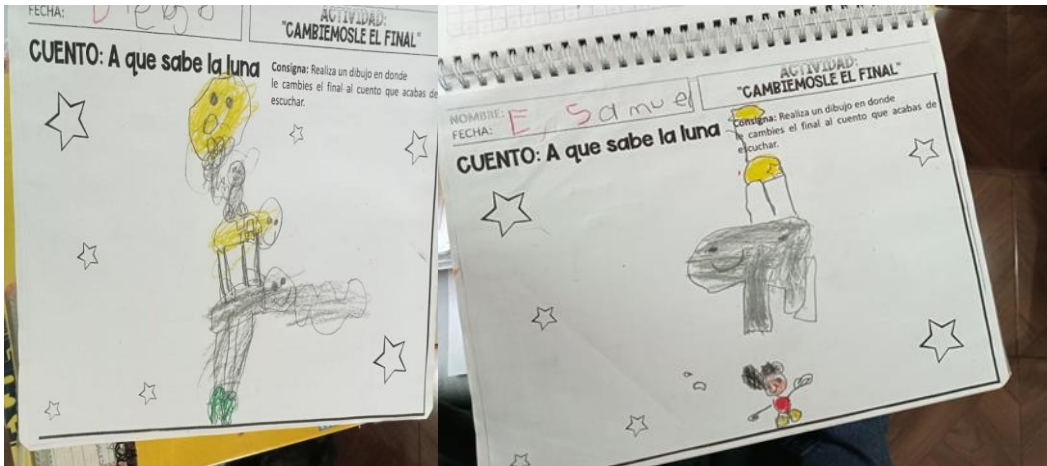 FECHA: Diego
ACTIVIDAD:
"CAMBIÉMOSLE EL FINAL"
CUENTO: A que sabe la luna
Consigna: Realiza un dibujo en donde
le cambies el final al cuento que acabas de
escuchar.
NOMBRE: E, Samuel
FECHA:
ACTIVIDAD:
"CAMBIÉMOSLE EL FINAL"
CUENTO: A que sabe la luna
Consigna: Realiza un dibujo en donde
le cambies el final al cuento que acabas de
escuchar.